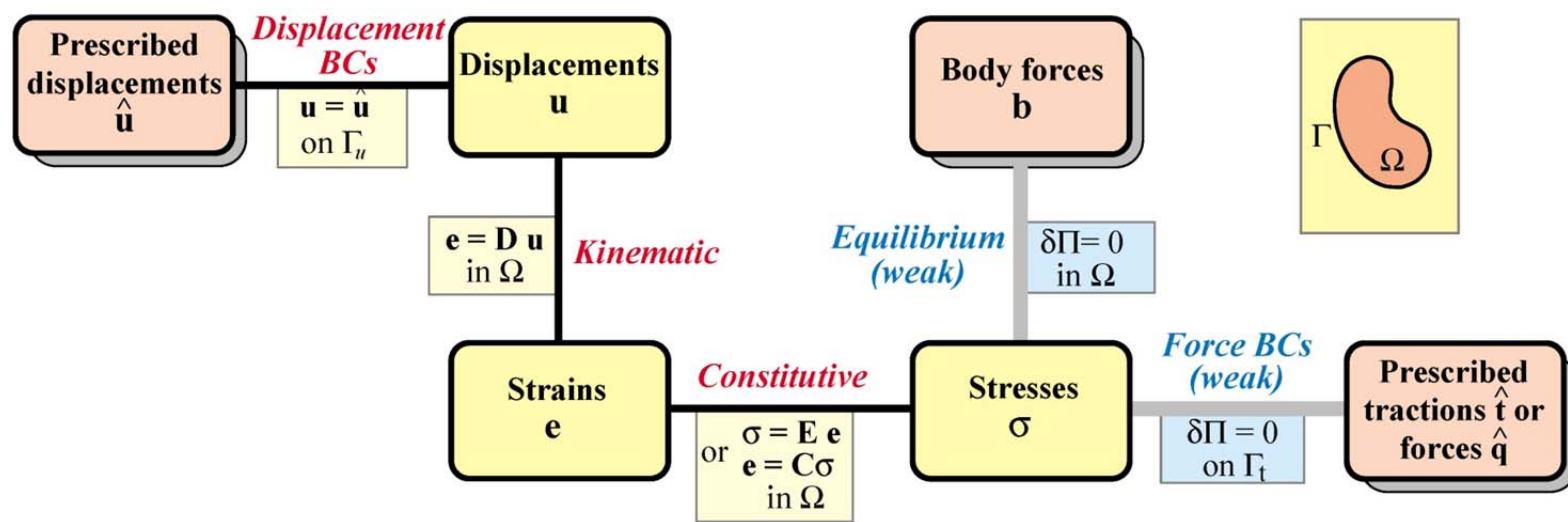 Prescribed
displacements
û
Displacement
BCs
u = û
on Γu
Displacements
u
Body forces
b
Γ
Ω
e = D u
in Ω
Kinematic
Equilibrium
(weak)
δΠ= 0
in Ω
Strains
e
Constitutive
or σ = E e
e = Cσ
in Ω
Stresses
σ
Force BCs
(weak)
δΠ = 0
on Γt
Prescribed
tractions t̂ or
forces q̂